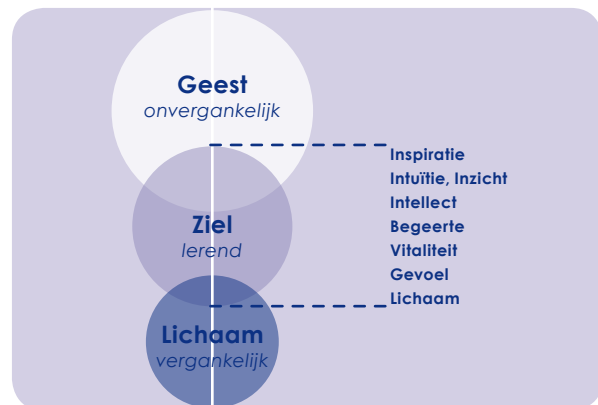 Geest
onvergankelijk
Inspiratie
Intuïtie, Inzicht
Intellect
Begeerte
Vitaliteit
Gevoel
Lichaam
Ziel
lerend
Lichaam
vergankelijk